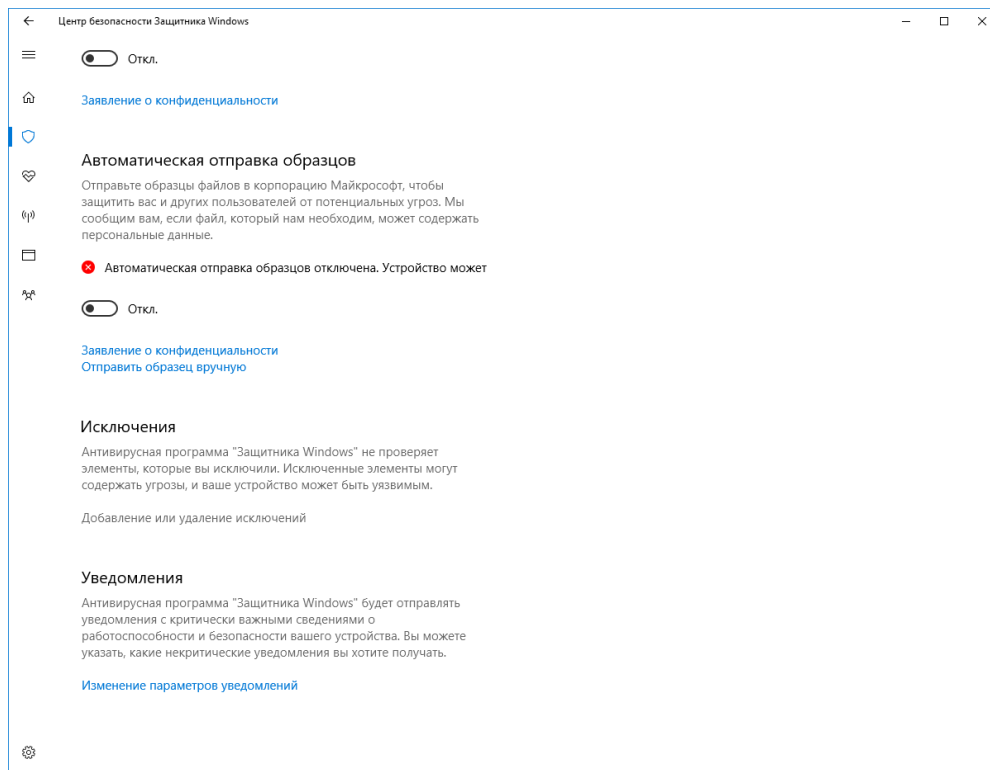 Центр безопасности Защитника Windows
Откл.
Заявление о конфиденциальности
Автоматическая отправка образцов
Отправьте образцы файлов в корпорацию Майкрософт, чтобы
защитить вас и других пользователей от потенциальных угроз. Мы
сообщим вам, если файл, который нам необходим, может содержать
персональные данные.
Автоматическая отправка образцов отключена. Устройство может
Откл.
Заявление о конфиденциальности
Отправить образец вручную
Исключения
Антивирусная программа "Защитника Windows" не проверяет
элементы, которые вы исключили. Исключенные элементы могут
содержать угрозы, и ваше устройство может быть уязвимым.
Добавление или удаление исключений
Уведомления
Антивирусная программа "Защитника Windows" будет отправлять
уведомления с критически важными сведениями о
работоспособности и безопасности вашего устройства. Вы можете
указать, какие некритические уведомления вы хотите получать.
Изменение параметров уведомлений